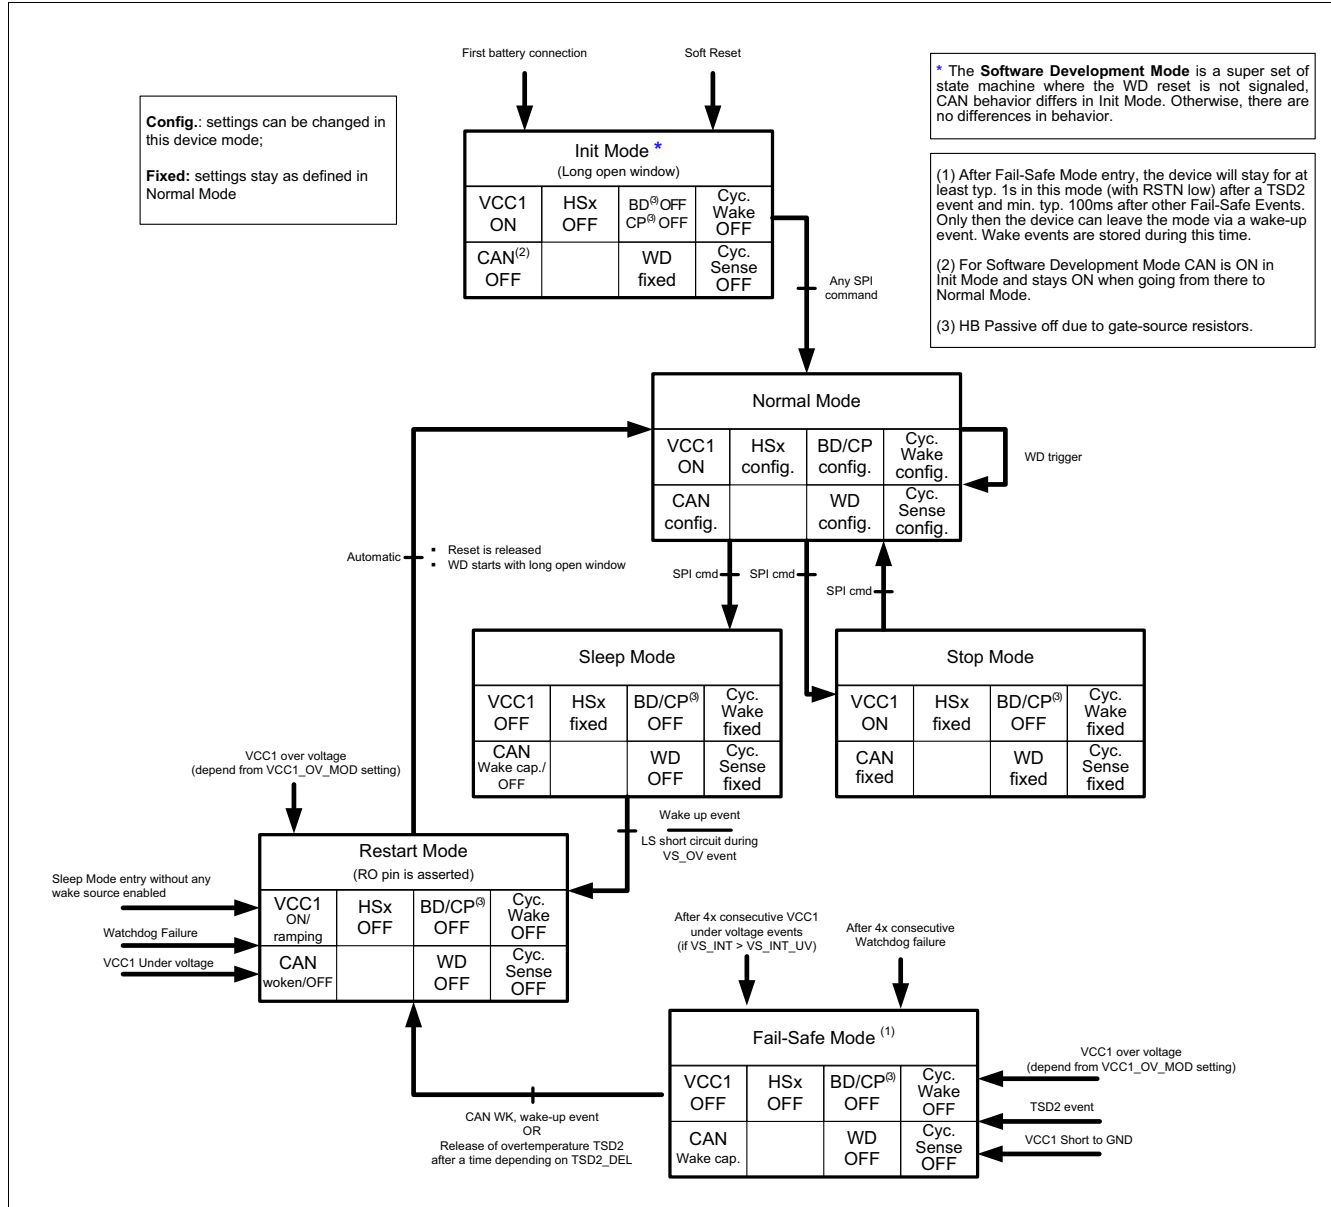 First battery connection
Soft Reset
Config.: settings can be changed in
this device mode;
Fixed: settings stay as defined in
Normal Mode
* The Software Development Mode is a super set of
state machine where the WD reset is not signaled,
CAN behavior differs in Init Mode. Otherwise, there are
no differences in behavior.
(1) After Fail-Safe Mode entry, the device will stay for at
least typ. 1s in this mode (with RSTN low) after a TSD2
event and min. typ. 100ms after other Fail-Safe Events.
Only then the device can leave the mode via a wake-up
event. Wake events are stored during this time.
(2) For Software Development Mode CAN is ON in
Init Mode and stays ON when going from there to
Normal Mode.
(3) HB Passive off due to gate-source resistors.
Init Mode *
(Long open window)
VCC1
ON
HSx
OFF
BD(3) OFF
CP(3) OFF
Cyc.
Wake
OFF
CAN(2)
OFF
WD
fixed
Cyc.
Sense
OFF
Any SPI
command
Normal Mode
VCC1
ON
HSx
config.
BD/CP
config.
Cyc.
Wake
config.
CAN
config.
WD
config.
Cyc.
Sense
config.
WD trigger
Automatic
▪ Reset is released
▪ WD starts with long open window
SPI cmd
SPI cmd
SPI cmd
Sleep Mode
VCC1
OFF
HSx
fixed
BD/CP(3)
OFF
Cyc.
Wake
fixed
CAN
Wake cap./
OFF
WD
OFF
Cyc.
Sense
fixed
Stop Mode
VCC1
ON
HSx
fixed
BD/CP(3)
OFF
Cyc.
Wake
fixed
CAN
fixed
WD
fixed
Cyc.
Sense
fixed
VCC1 over voltage
(depend from VCC1_OV_MOD setting)
Wake up event
LS short circuit during
VS_OV event
Restart Mode
(RO pin is asserted)
VCC1
ON/
ramping
HSx
OFF
BD/CP(3)
OFF
Cyc.
Wake
OFF
CAN
woken/OFF
WD
OFF
Cyc.
Sense
OFF
Sleep Mode entry without any
wake source enabled
Watchdog Failure
VCC1 Under voltage
After 4x consecutive VCC1
under voltage events
(if VS_INT > VS_INT_UV)
After 4x consecutive
Watchdog failure
Fail-Safe Mode (1)
VCC1
OFF
HSx
OFF
BD/CP(3)
OFF
Cyc.
Wake
OFF
CAN
Wake cap.
WD
OFF
Cyc.
Sense
OFF
VCC1 over voltage
(depend from VCC1_OV_MOD setting)
TSD2 event
VCC1 Short to GND
CAN WK, wake-up event
OR
Release of overtemperature TSD2
after a time depending on TSD2_DEL